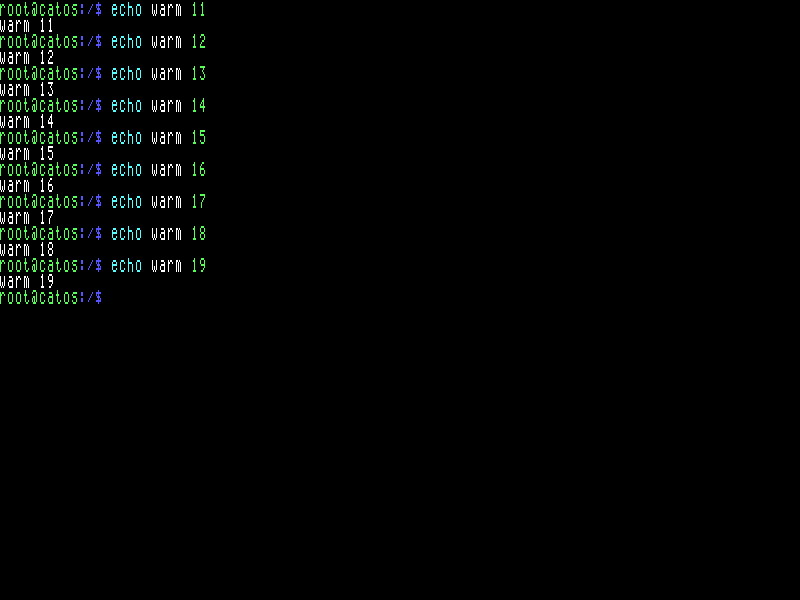 root@catos:/$ echo warm 11
warm 11
root@catos:/$ echo warm 12
warm 12
root@catos:/$ echo warm 13
warm 13
root@catos:/$ echo warm 14
warm 14
root@catos:/$ echo warm 15
warm 15
root@catos:/$ echo warm 16
warm 16
root@catos:/$ echo warm 17
warm 17
root@catos:/$ echo warm 18
warm 18
root@catos:/$ echo warm 19
warm 19
root@catos:/$